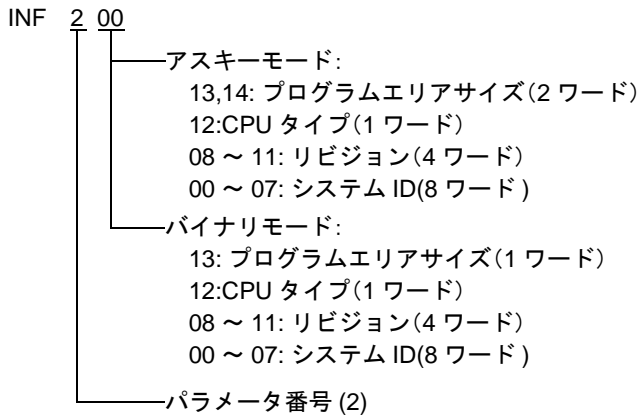 INF 2 00
アスキーモード:
13,14: プログラムエリアサイズ(2 ワード)
12:CPU タイプ(1 ワード)
08 ～ 11: リビジョン(4 ワード)
00 ～ 07: システム ID(8 ワード )
バイナリモード:
13: プログラムエリアサイズ(1 ワード)
12:CPU タイプ(1 ワード)
08 ～ 11: リビジョン(4 ワード)
00 ～ 07: システム ID(8 ワード )
パラメータ番号 (2)